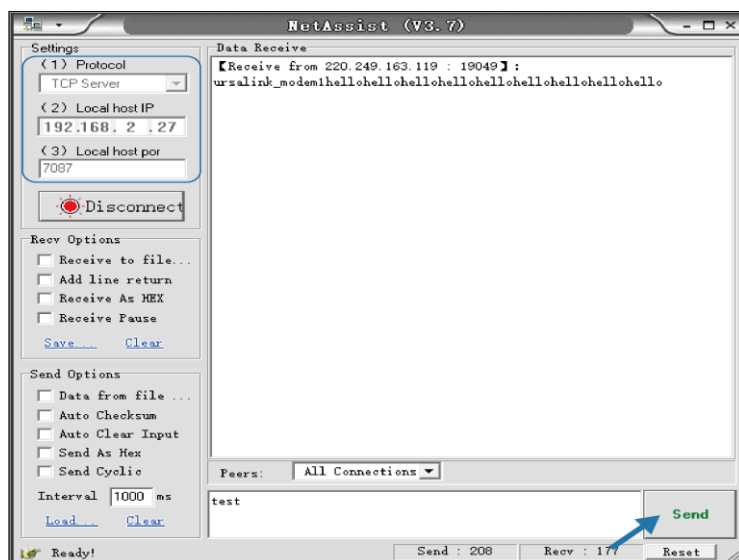 NetAssist (V3.7)
Settings
(1) Protocol
TCP Server
(2) Local host IP
192.168. 2 .27
(3) Local host por
7087
Disconnect
Recv Options
Receive to file...
Add line return
Receive As HEX
Receive Pause
Save... Clear
Send Options
Data from file ...
Auto Checksum
Auto Clear Input
Send As Hex
Send Cyclic
Interval 1000 ms
Load... Clear
Data Receive
【Receive from 220.249.163.119 : 19049】:
ursalink_modem1hellohellohellohellohellohellohellohellohello
Peers: All Connections
test
Send
Ready! Send : 208 Recv : 177 Reset